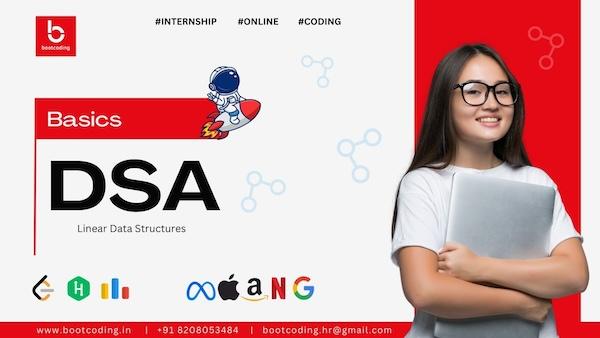 bootcoding
#INTERNSHIP #ONLINE #CODING
Basics
DSA
Linear Data Structures
www.bootcoding.in | +91 8208053484 | bootcoding.hr@gmail.com